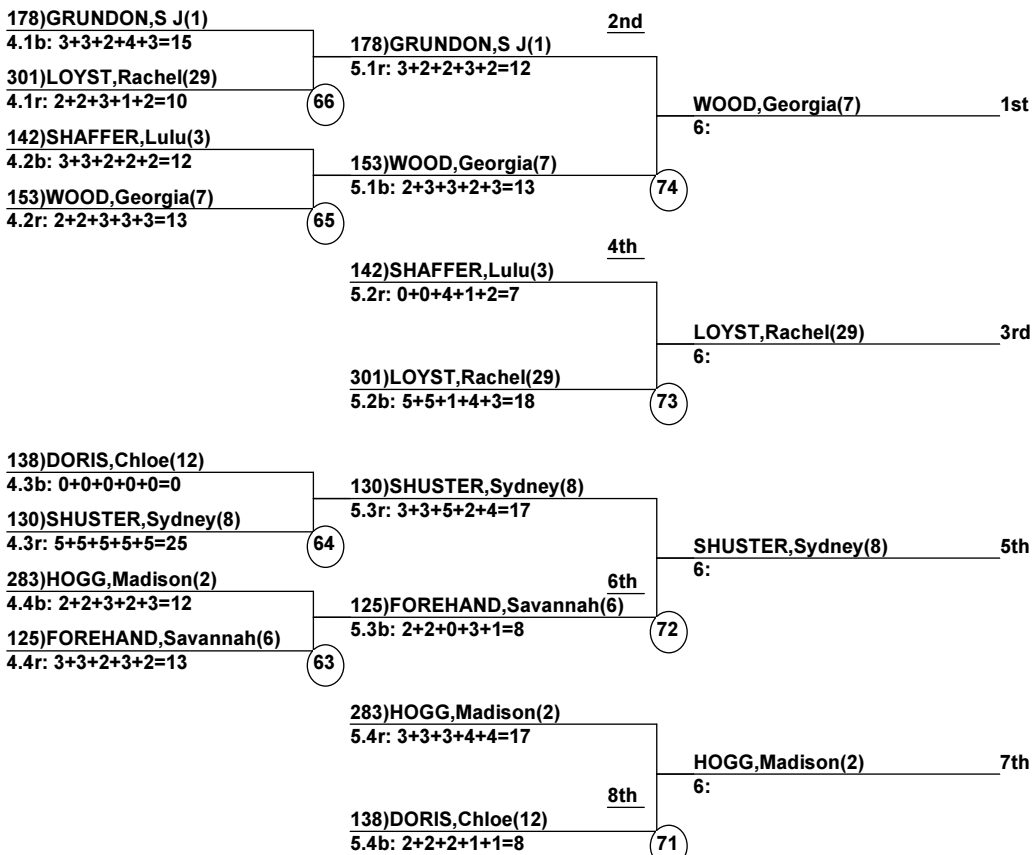 178)GRUNDON,S J(1)
4.1b: 3+3+2+4+3=15
301)LOYST,Rachel(29)
4.1r: 2+2+3+1+2=10
66
142)SHAFFER,Lulu(3)
4.2b: 3+3+2+2+2=12
153)WOOD,Georgia(7)
4.2r: 2+2+3+3+3=13
65
2nd
178)GRUNDON,S J(1)
5.1r: 3+2+2+3+2=12
153)WOOD,Georgia(7)
5.1b: 2+3+3+2+3=13
74
WOOD,Georgia(7) 1st
6:
4th
142)SHAFFER,Lulu(3)
5.2r: 0+0+4+1+2=7
301)LOYST,Rachel(29)
5.2b: 5+5+1+4+3=18
73
LOYST,Rachel(29) 3rd
6:
138)DORIS,Chloe(12)
4.3b: 0+0+0+0+0=0
130)SHUSTER,Sydney(8)
4.3r: 5+5+5+5+5=25
64
283)HOGG,Madison(2)
4.4b: 2+2+3+2+3=12
125)FOREHAND,Savannah(6)
4.4r: 3+3+2+3+2=13
63
130)SHUSTER,Sydney(8)
5.3r: 3+3+5+2+4=17
6th
125)FOREHAND,Savannah(6)
5.3b: 2+2+0+3+1=8
72
SHUSTER,Sydney(8) 5th
6:
283)HOGG,Madison(2)
5.4r: 3+3+3+4+4=17
8th
138)DORIS,Chloe(12)
5.4b: 2+2+2+1+1=8
71
HOGG,Madison(2) 7th
6: